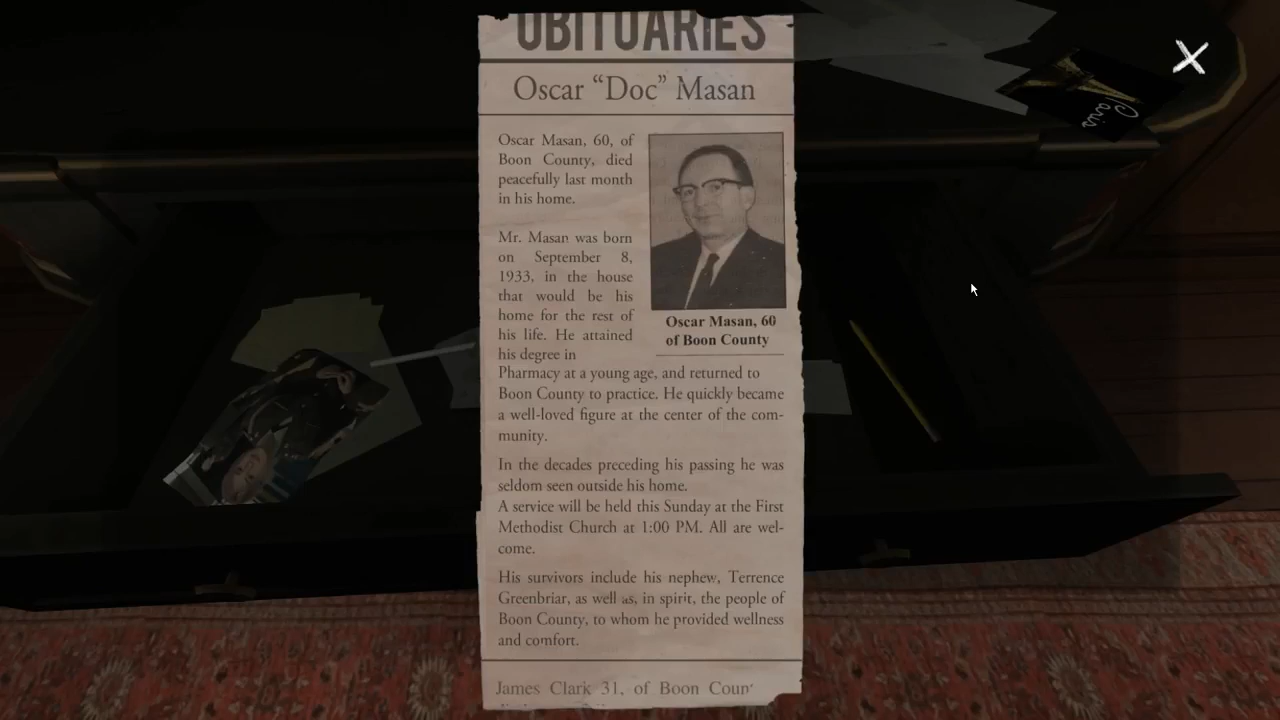 OBITUARIES
Oscar “Doc” Masan
Oscar Masan, 60, of
Boon County, died
peacefully last month
in his home.
Mr. Masan was born
on September 8,
1933, in the house
that would be his
home for the rest of
his life. He attained
his degree in
Pharmacy at a young age, and returned to
Boon County to practice. He quickly became
a well-loved figure at the center of the com-
munity.
In the decades preceding his passing he was
seldom seen outside his home.
A service will be held this Sunday at the First
Methodist Church at 1:00 PM. All are wel-
come.
His survivors include his nephew, Terrence
Greenbriar, as well as, in spirit, the people of
Boon County, to whom he provided wellness
and comfort.
Oscar Masan, 60
of Boon County
James Clark 31, of Boon Coun
Paris